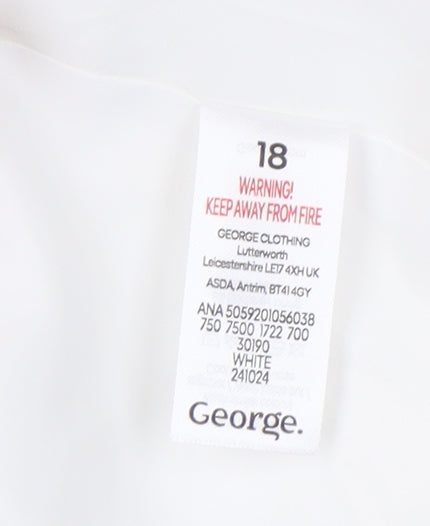 18
WARNING!
KEEP AWAY FROM FIRE
GEORGE CLOTHING
Lutterworth
Leicestershire LE17 4XH UK
ASDA, Antrim, BT41 4GY
ANA 5059201056038
750 7500 1722 700
30190
WHITE
241024
George.